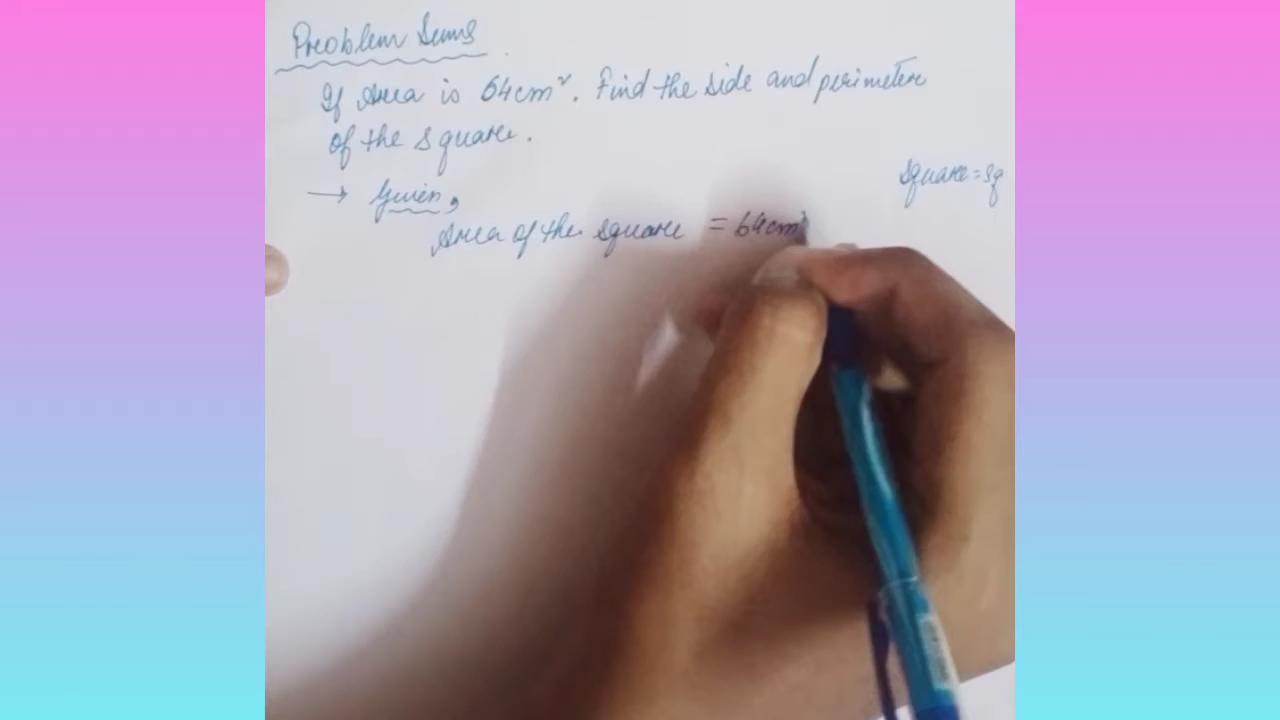 Problem Sums
If Area is 64cm². Find the side and perimeter
of the square.
Square = Sq
→ Given,
Area of the square = 64cm²